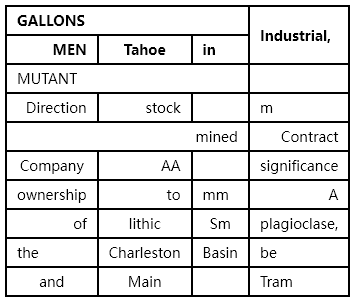 GALLONS Industrial,
MEN Tahoe in
MUTANT
Direction stock m
mined Contract
Company AA significance
ownership to mm A
of lithic Sm plagioclase,
the Charleston Basin be
and Main Tram